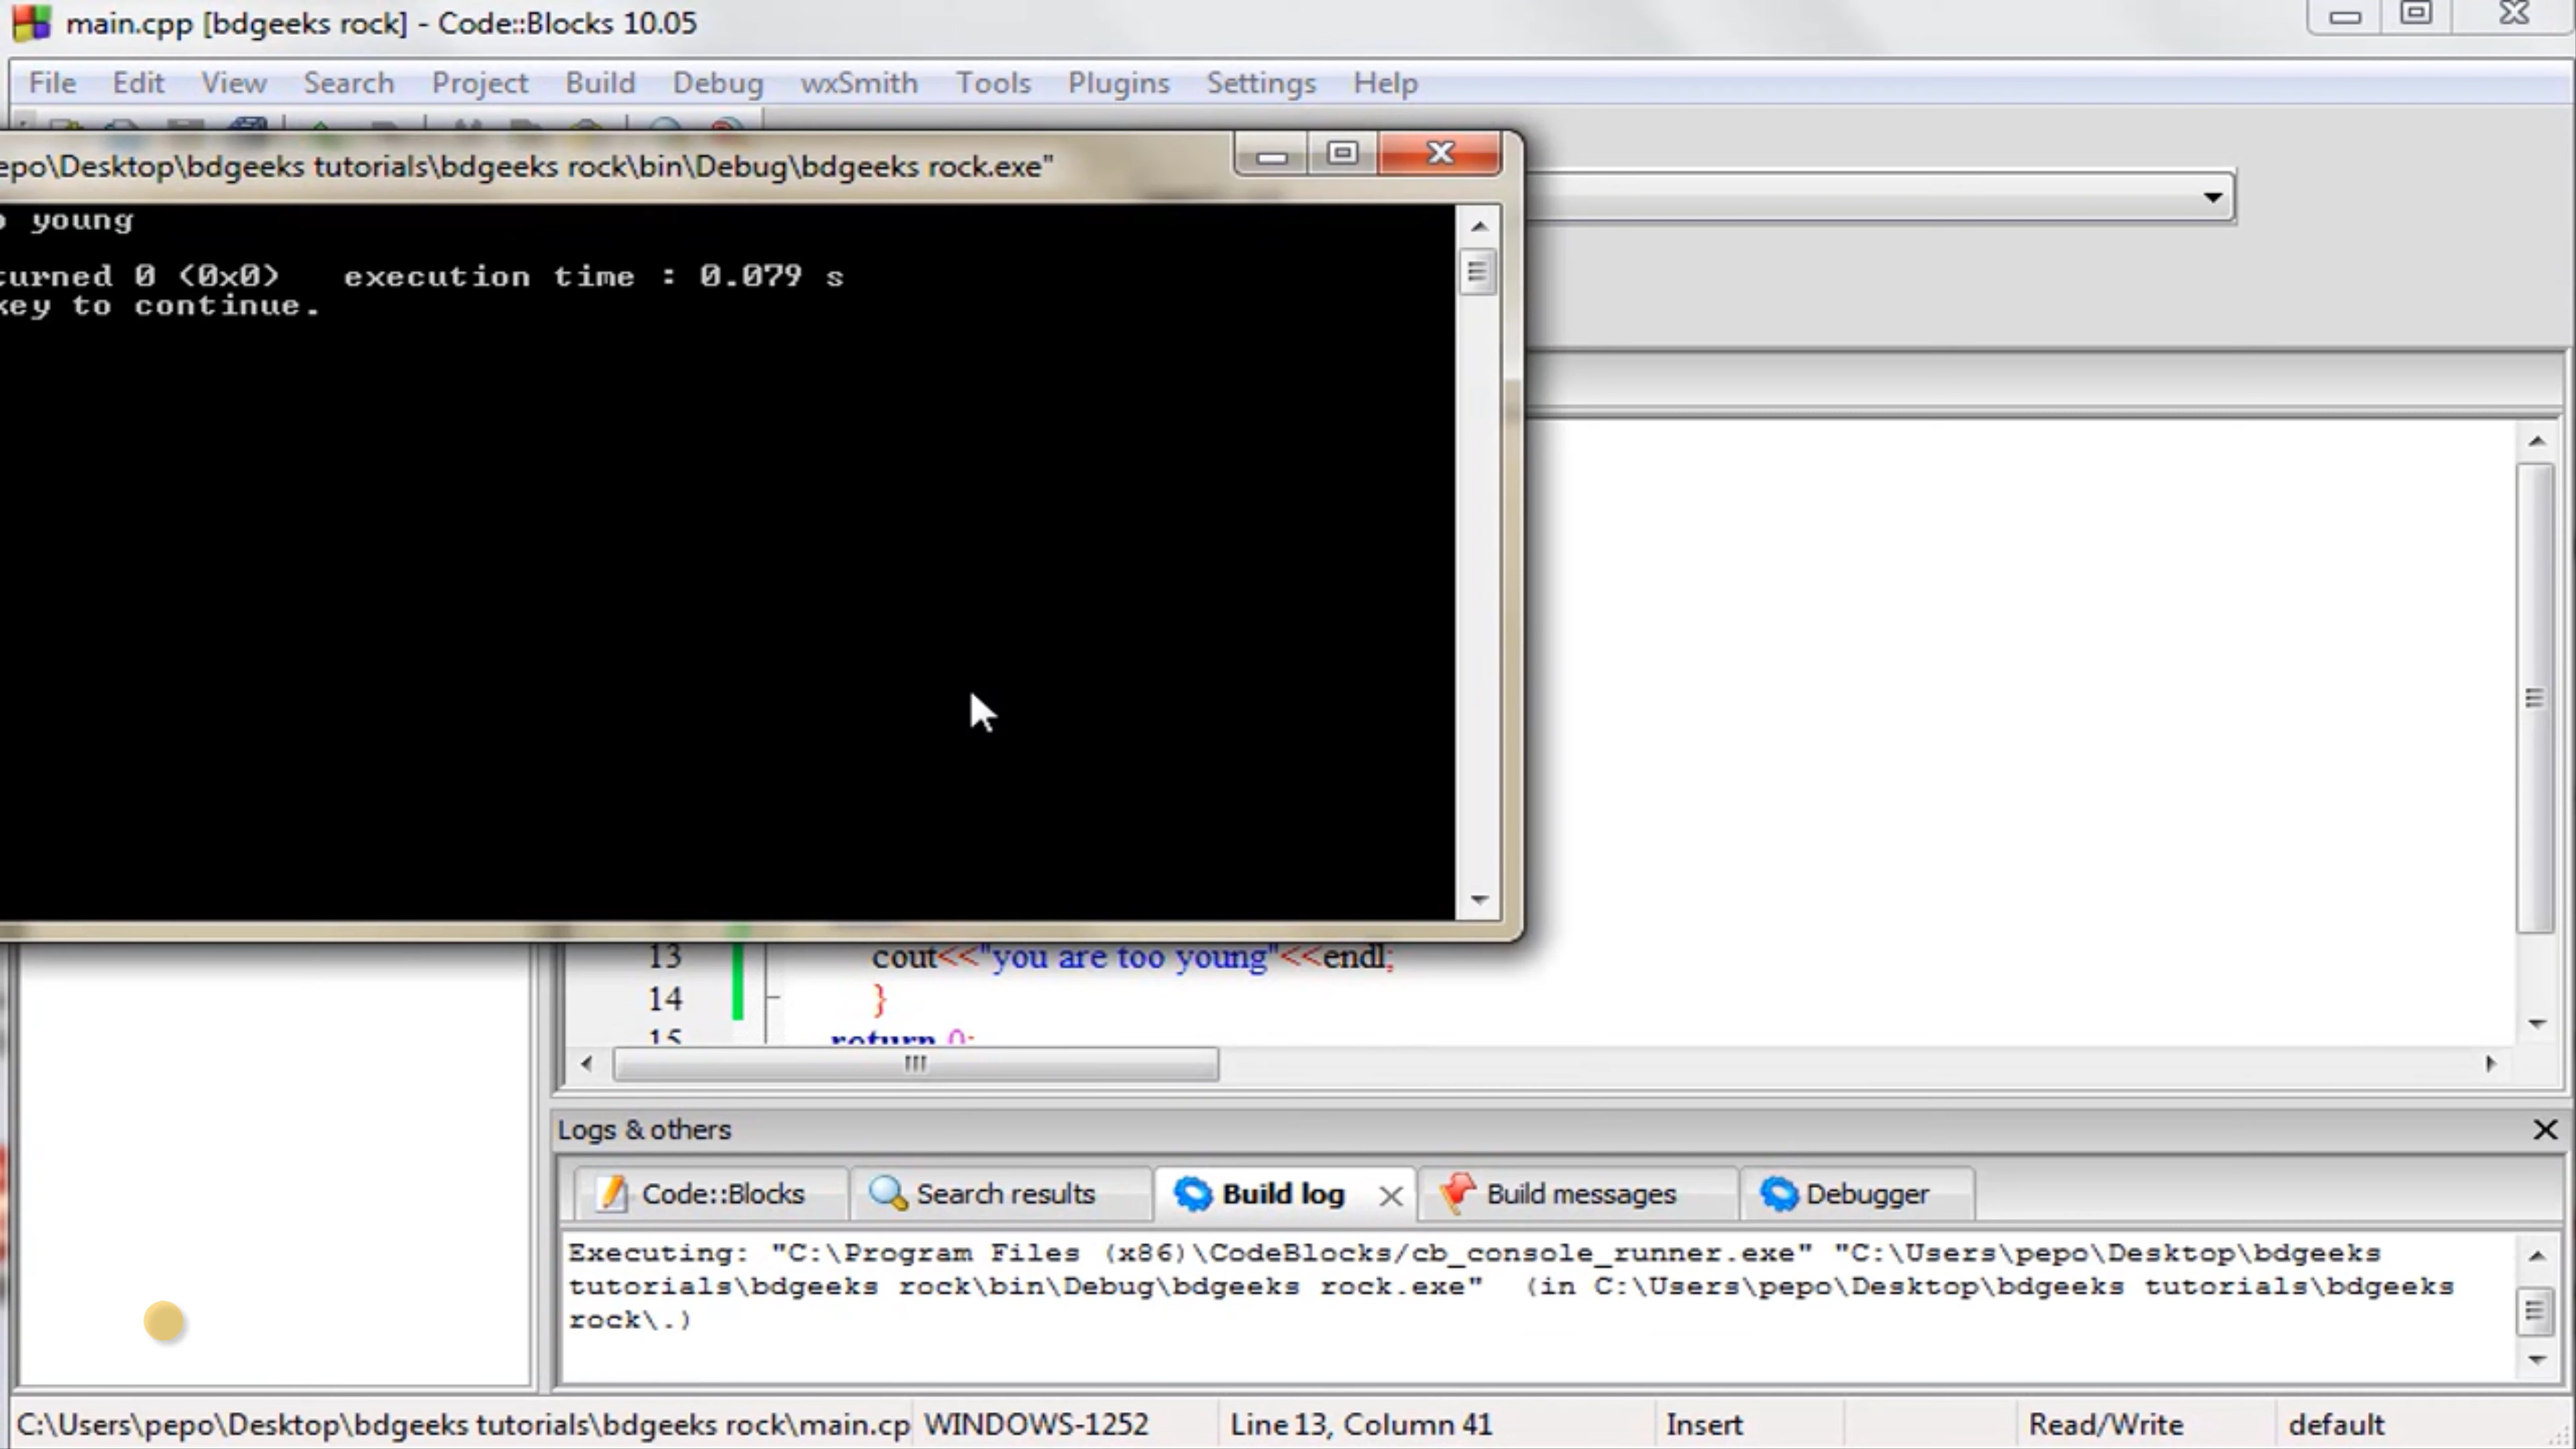 main.cpp [bdgeeks rock] - Code::Blocks 10.05
File Edit View Search Project Build Debug wxSmith Tools Plugins Settings Help
epo\Desktop\bdgeeks tutorials\bdgeeks rock\bin\Debug\bdgeeks rock.exe"
young
turned 0 (0x0) execution time : 0.079 s
key to continue.
13 cout<<"you are too young"<<endl;
14 }
15 return 0;
Logs & others
Code::Blocks Search results Build log Build messages Debugger
Executing: "C:\Program Files (x86)\CodeBlocks/cb_console_runner.exe" "C:\Users\pepo\Desktop\bdgeeks
tutorials\bdgeeks rock\bin\Debug\bdgeeks rock.exe" (in C:\Users\pepo\Desktop\bdgeeks tutorials\bdgeeks
rock\.)
C:\Users\pepo\Desktop\bdgeeks tutorials\bdgeeks rock\main.cp WINDOWS-1252 Line 13, Column 41 Insert Read/Write default